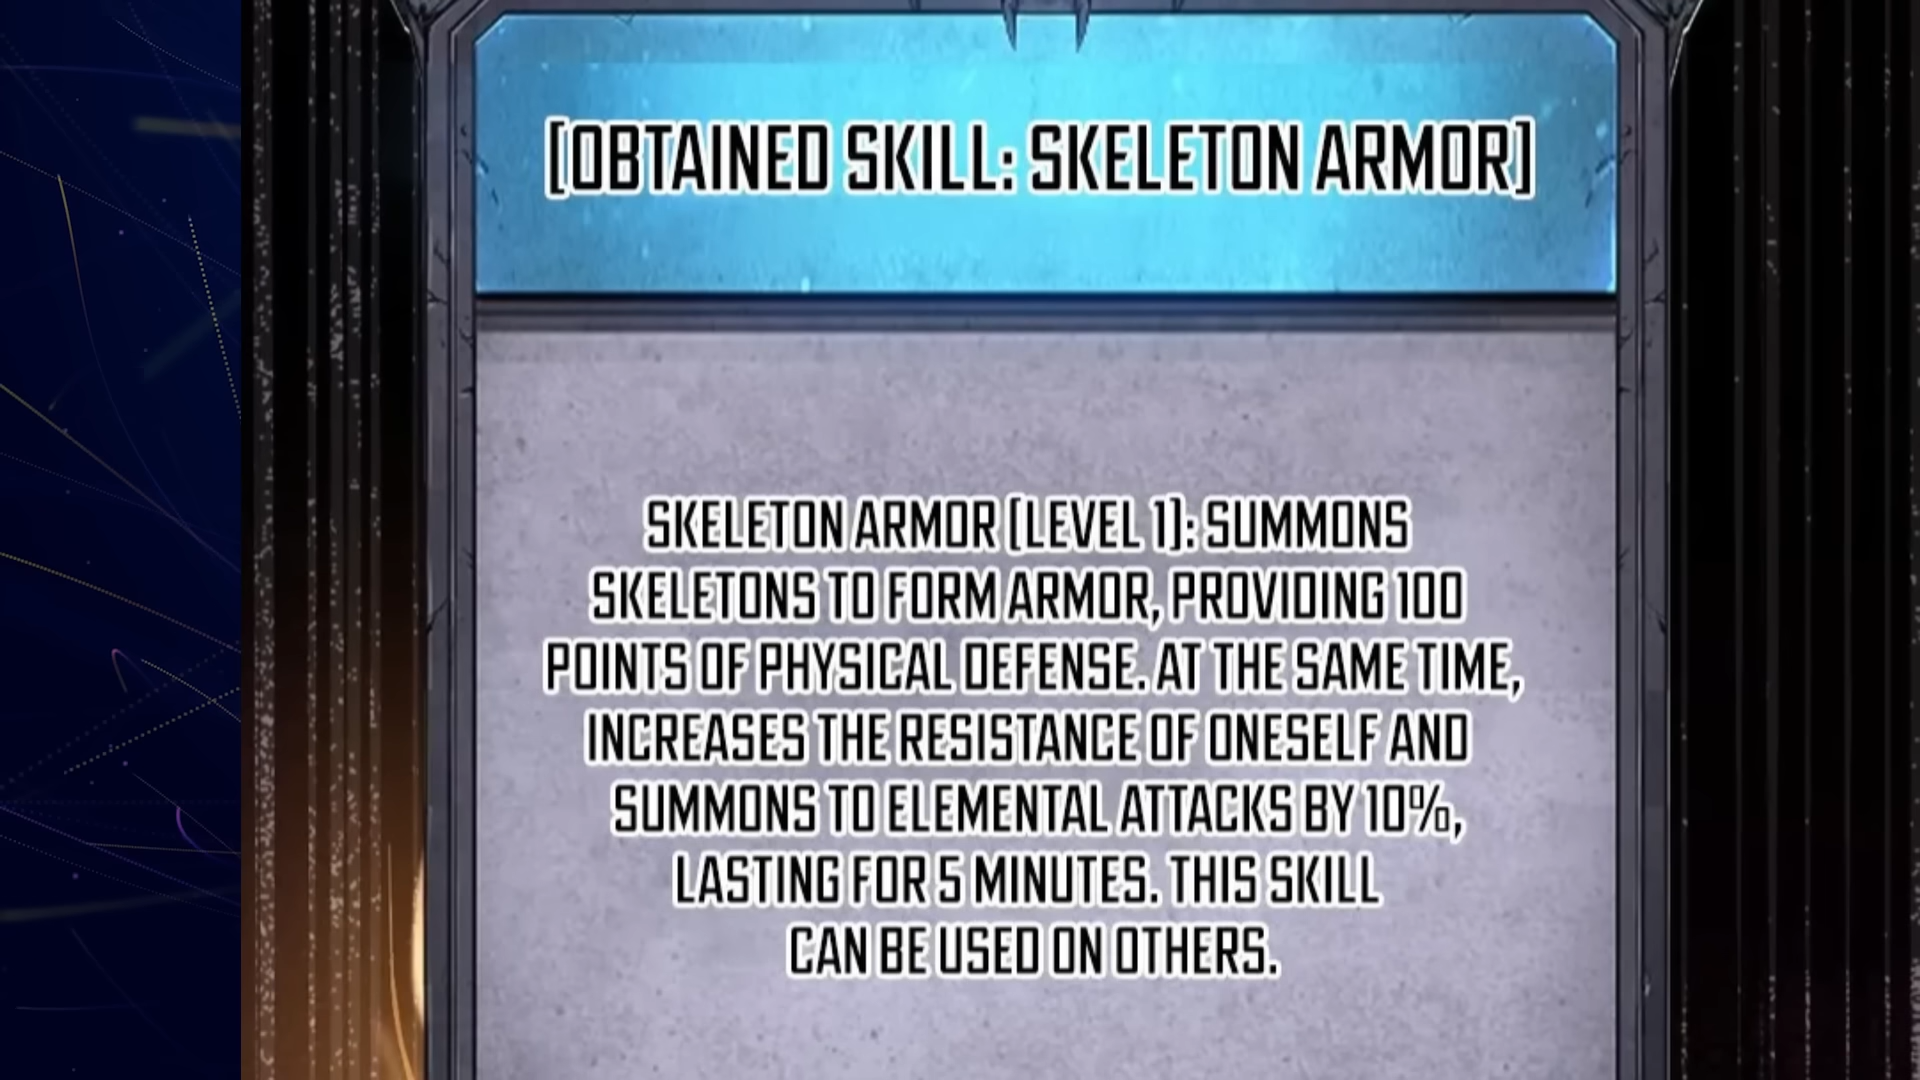 [OBTAINED SKILL: SKELETON ARMOR]
SKELETON ARMOR [LEVEL 1]: SUMMONS
SKELETONS TO FORM ARMOR, PROVIDING 100
POINTS OF PHYSICAL DEFENSE. AT THE SAME TIME,
INCREASES THE RESISTANCE OF ONESELF AND
SUMMONS TO ELEMENTAL ATTACKS BY 10%,
LASTING FOR 5 MINUTES. THIS SKILL
CAN BE USED ON OTHERS.